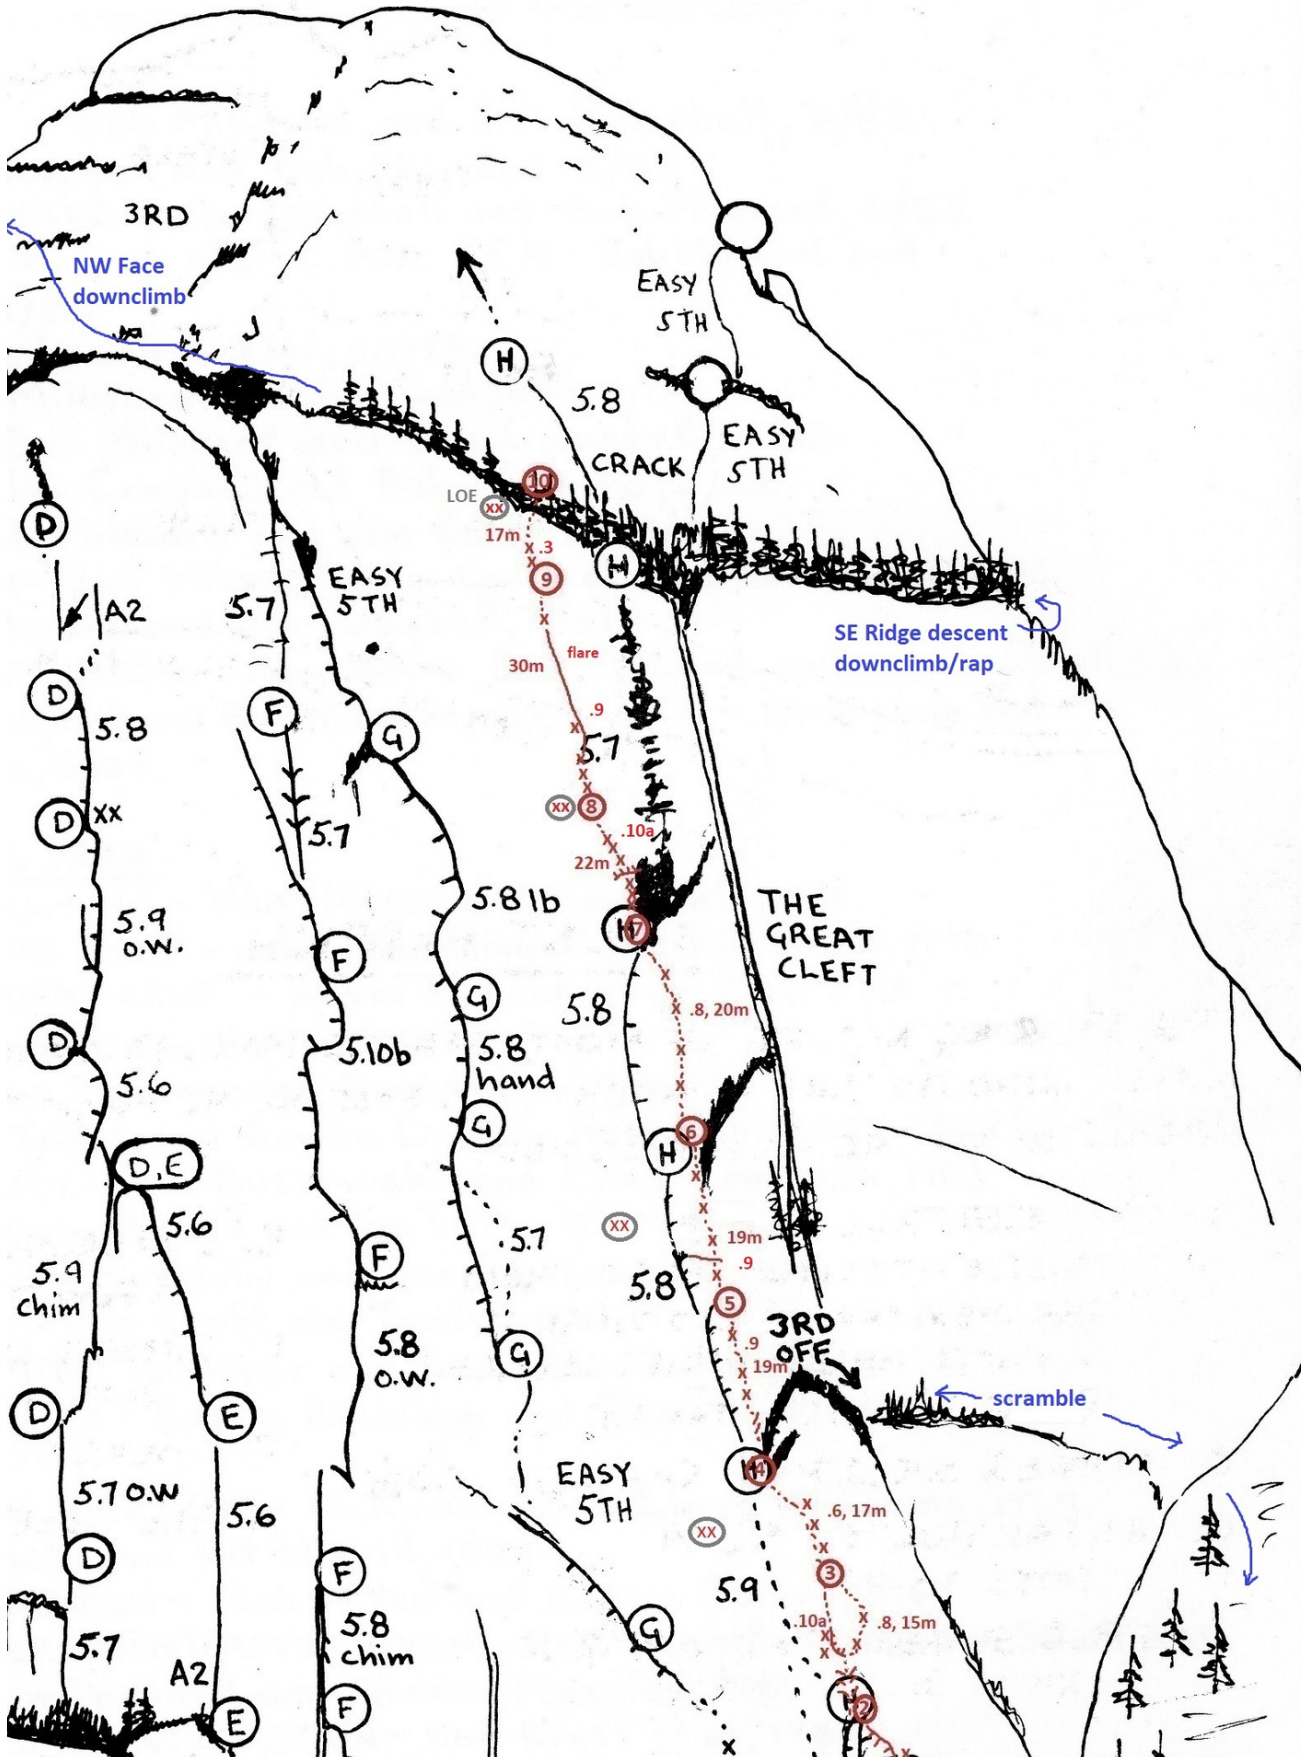 3RD
NW Face
downclimb
EASY
5TH
H
5.8
EASY
5TH
CRACK
10
LOE
xx
17m
.3
9
H
D
A2
EASY
5TH
5.7
SE Ridge descent
downclimb/rap
flare
30m
D
5.8
F
G
.9
5.7
D
xx
xx
8
5.7
.10a
22m
5.8 lb
THE
GREAT
CLEFT
5.9
o.w.
H
7
F
G
5.8
.8, 20m
D
5.10b
5.8
hand
5.6
G
6
H
D,E
5.6
xx
19m
.9
5.7
F
5.9
chim
5.8
5
3RD
OFF
G
5.8
o.w.
.9
19m
scramble
D
E
H
4
EASY
5TH
5.7 O.W
5.6
xx
.6, 17m
D
F
5.9
3
G
.10a
.8, 15m
5.8
chim
5.7
A2
E
F
H
2
x